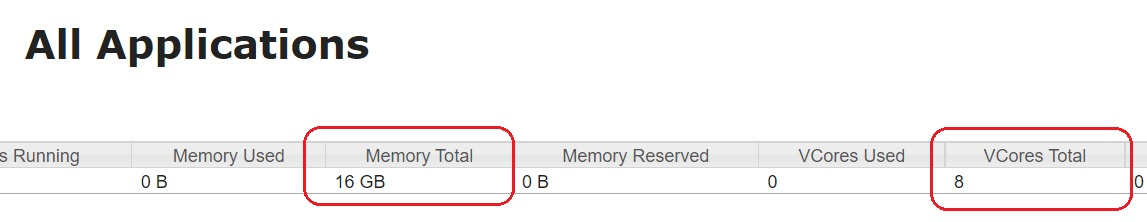 All Applications
s Running Memory Used Memory Total Memory Reserved VCores Used VCores Total
0 B 16 GB 0 B 0 8 0